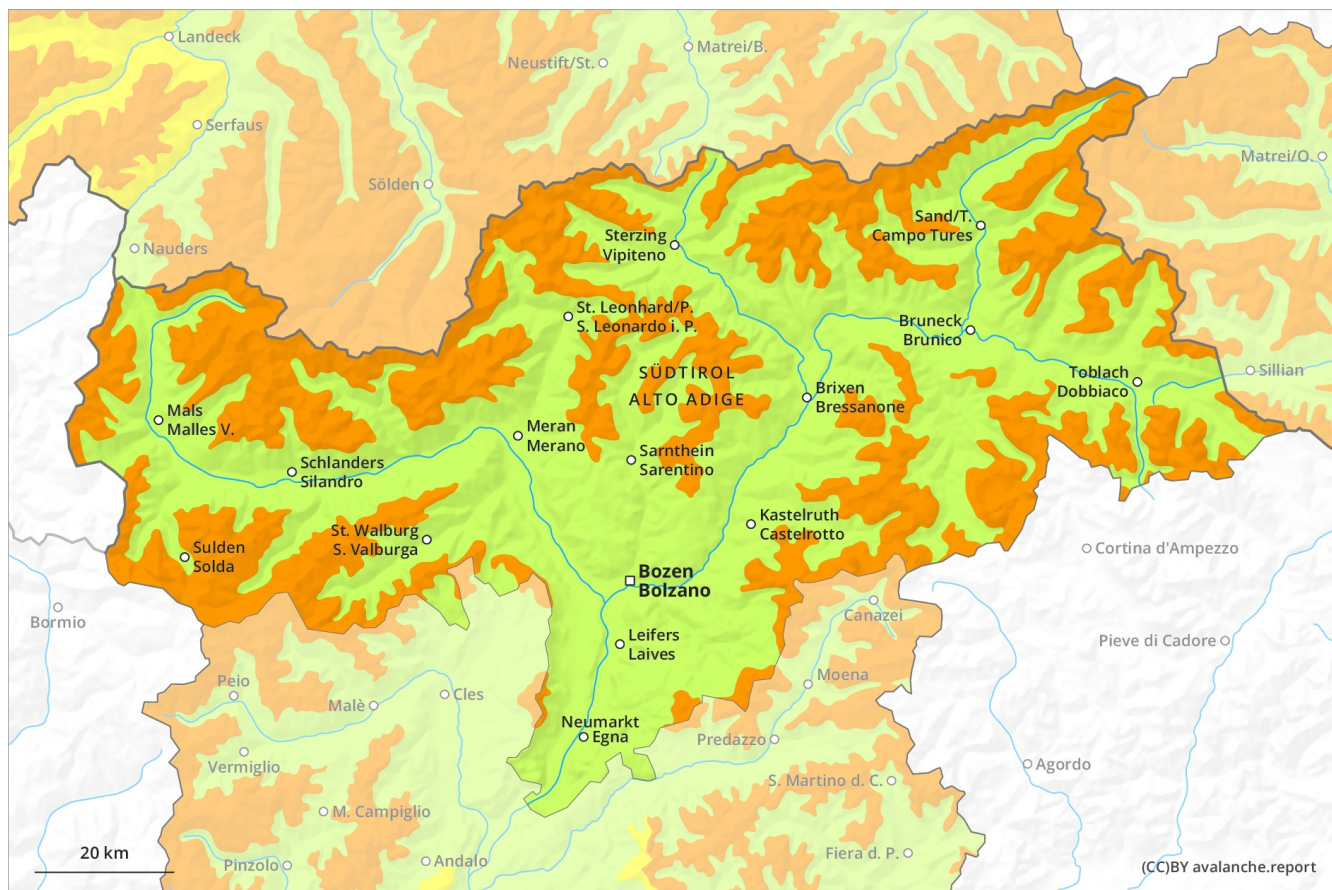 Landeck
Matrei/B.
Neustift/St.
Serfaus
Matrei/O.
Sölden
Sand/T.
Campo Tures
Sterzing
Vipiteno
Nauders
St. Leonhard/P.
S. Leonardo i. P.
Bruneck
Brunico
Toblach
Dobbiaco
Sillian
SÜDTIROL
ALTO ADIGE
Brixen
Bressanone
Mals
Malles V.
Meran
Merano
Sarnthein
Sarentino
Schlanders
Silandro
Kastelruth
Castelrotto
St. Walburg
S. Valburga
Sulden
Solda
Cortina d'Ampezzo
Bozen
Bolzano
Bormio
Canazei
Leifers
Laives
Pieve di Cadore
Peio
Moena
Cles
Malè
Neumarkt
Egna
Predazzo
Vermiglio
Agordo
S. Martino d. C.
M. Campiglio
20 km
Fiera d. P.
Andalo
Pinzolo
(CC)BY avalanche.report